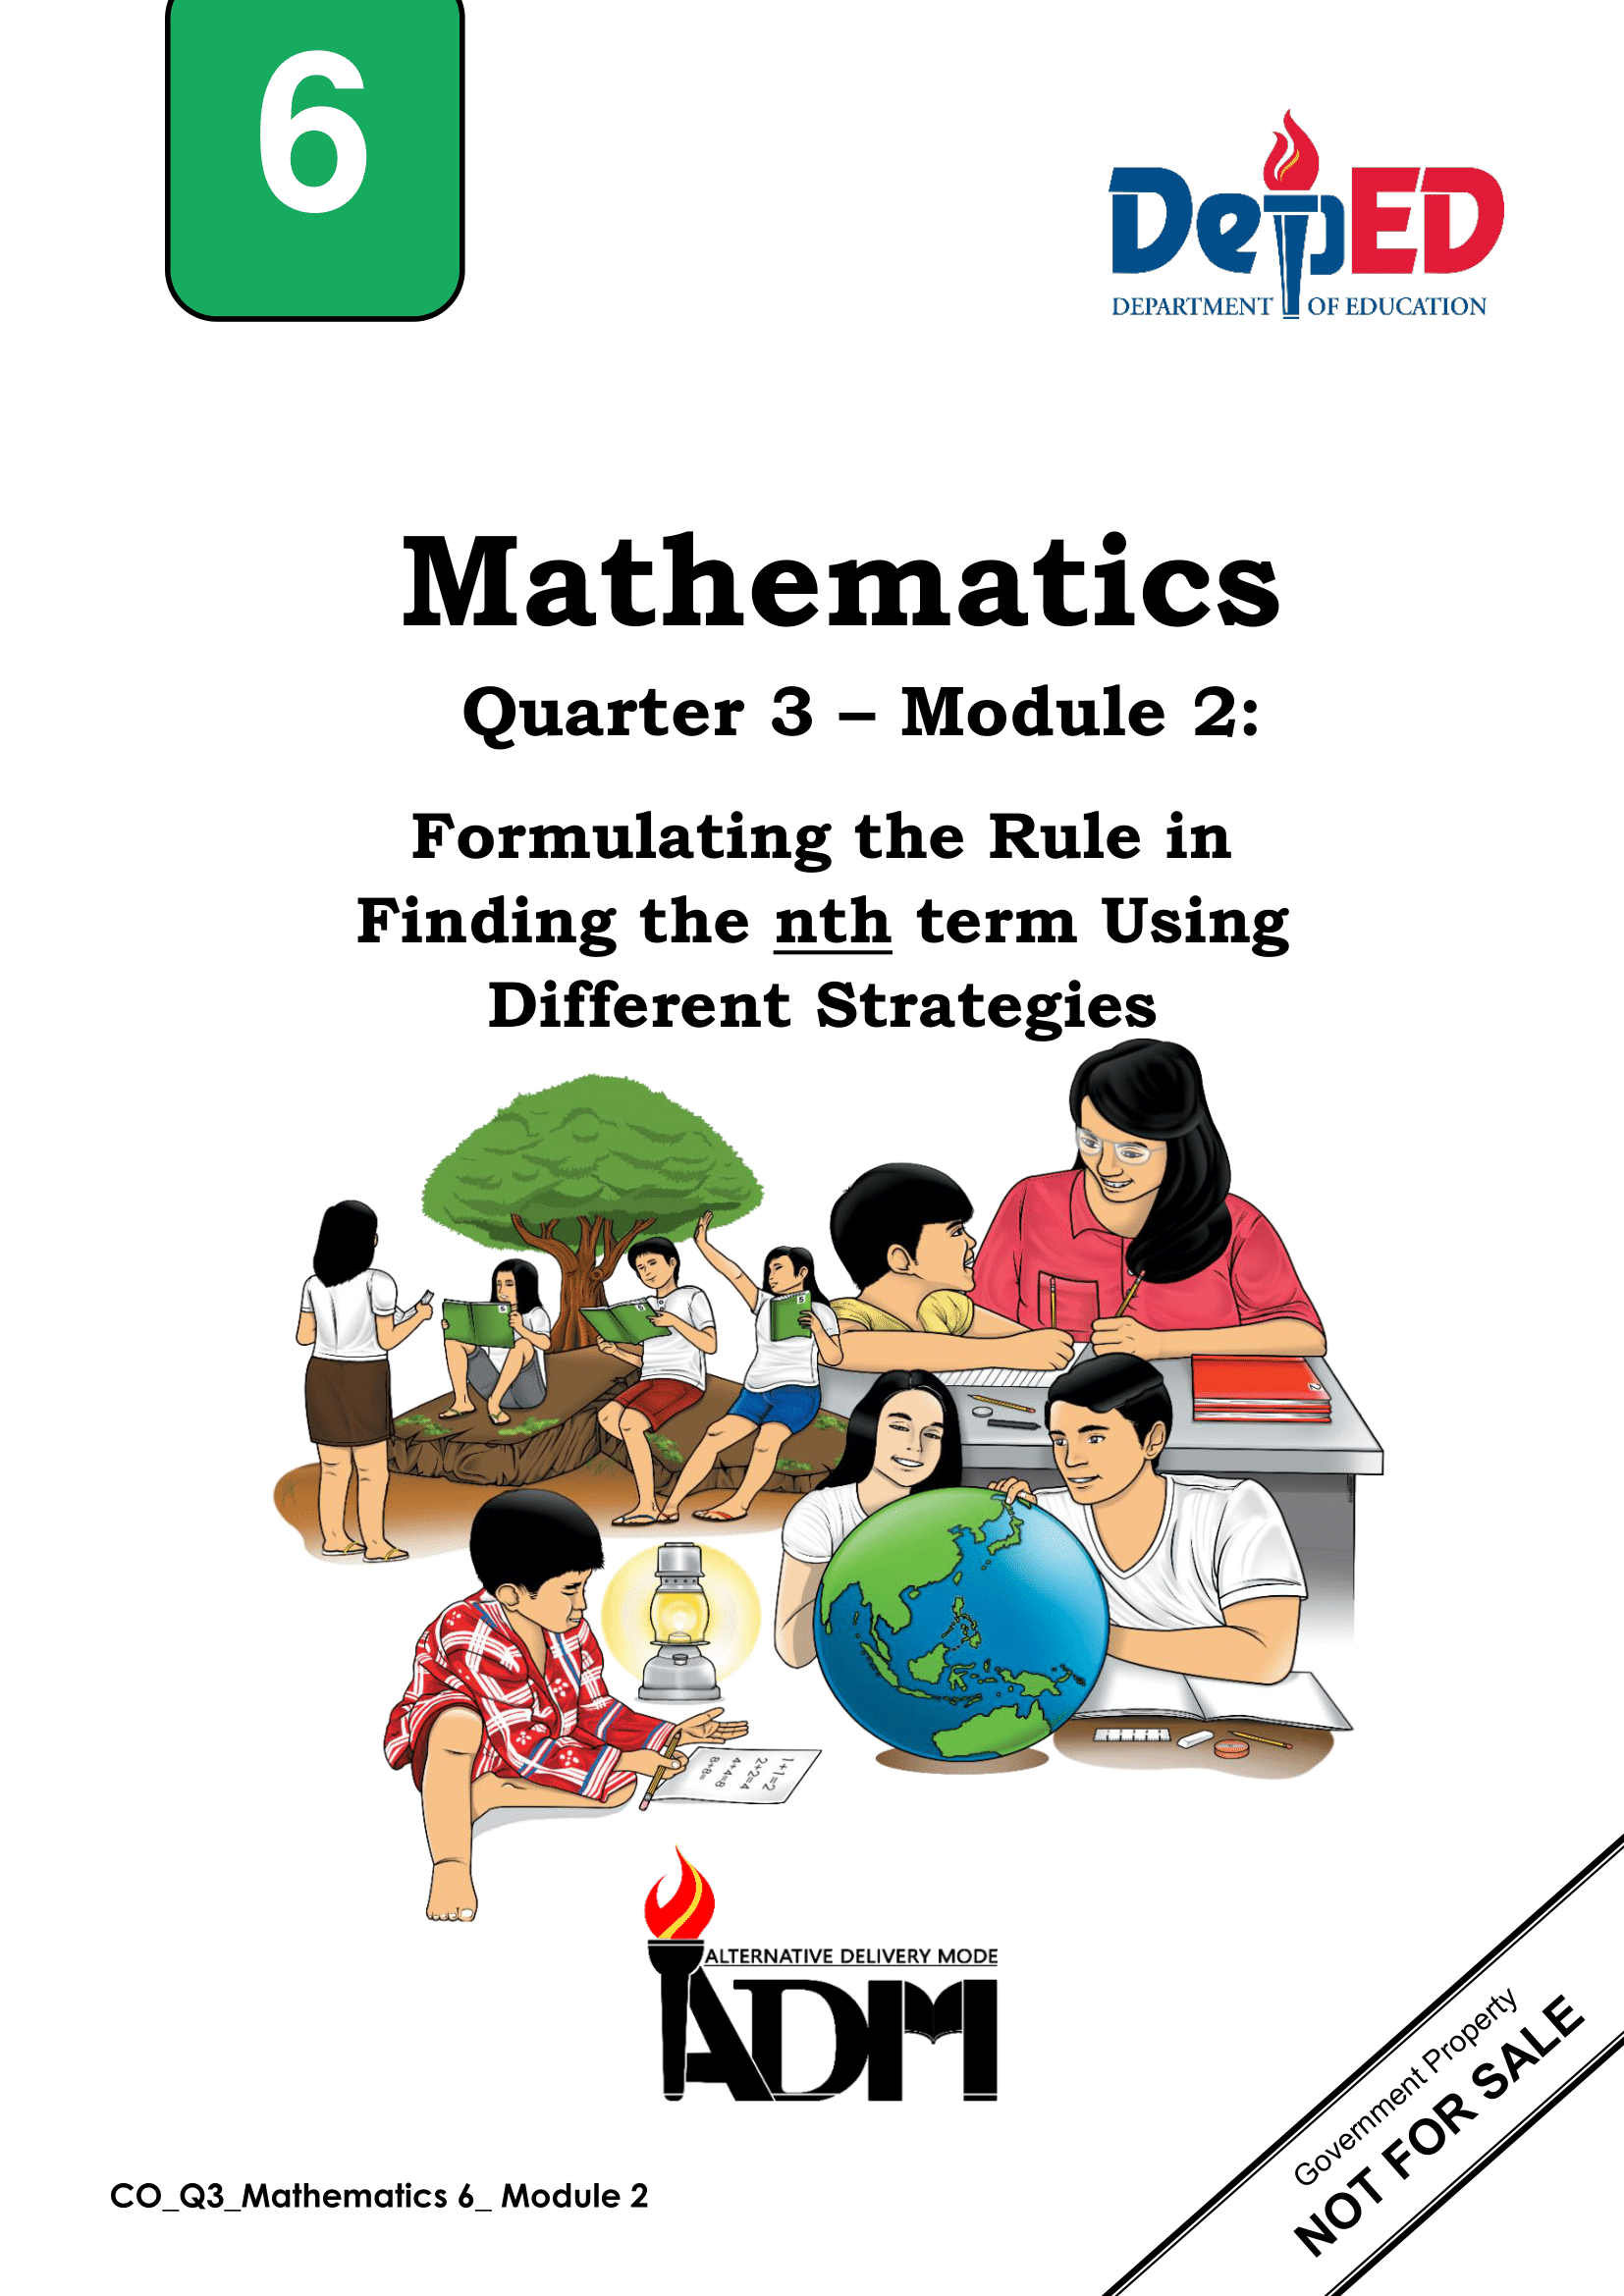 6
DepED
DEPARTMENT OF EDUCATION
Mathematics
Quarter 3 – Module 2:
Formulating the Rule in
Finding the nth term Using
Different Strategies
1+1=2
2+2=4
4+4=8
8+8=
ALTERNATIVE DELIVERY MODE
ADM
Government Property
NOT FOR SALE
CO_Q3_Mathematics 6_ Module 2